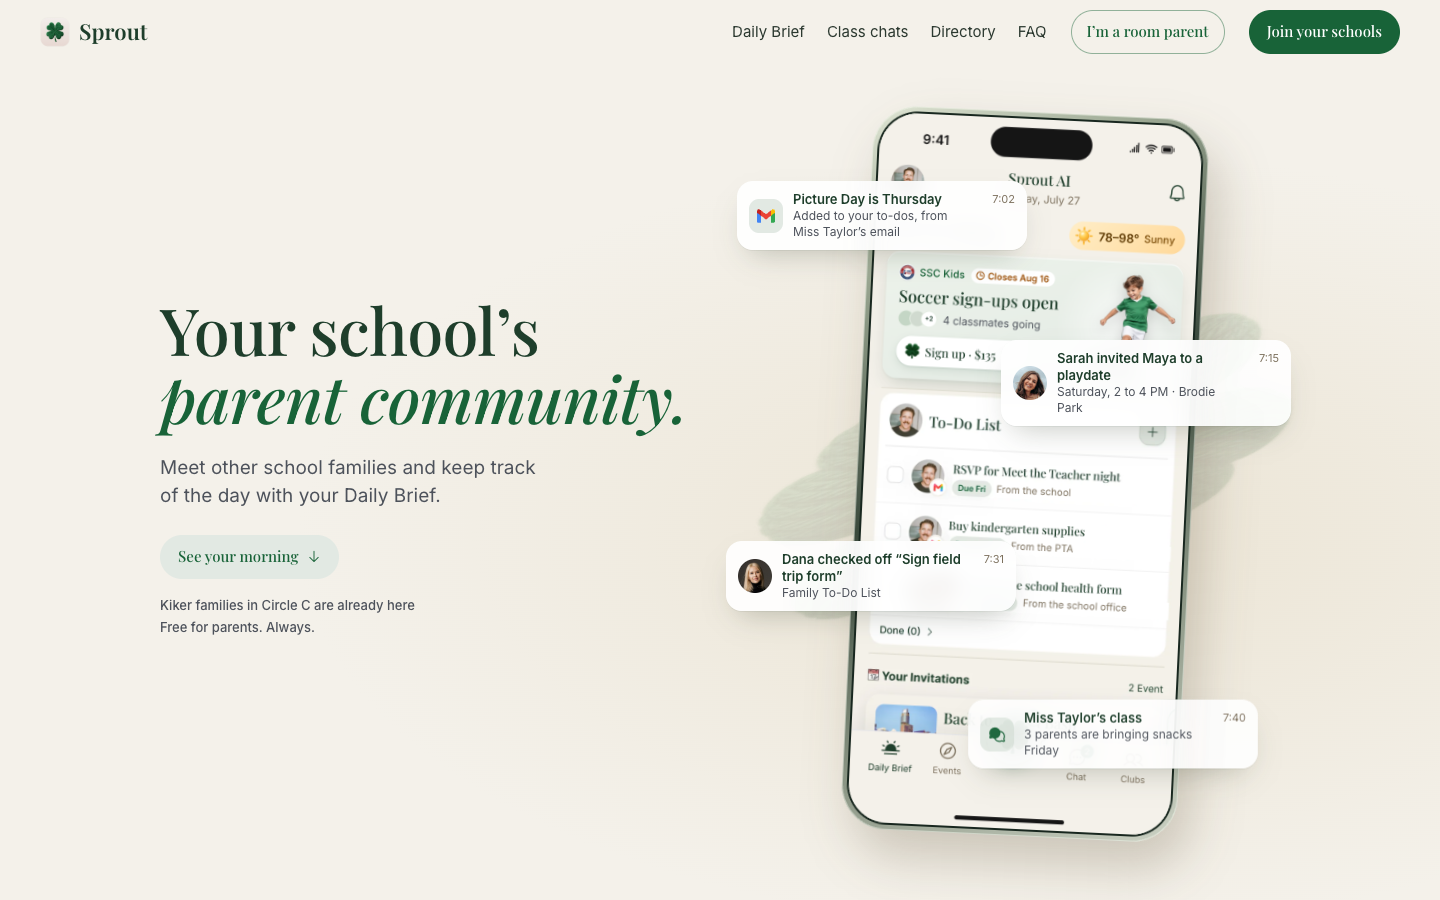 Sprout
Daily Brief
Class chats
Directory
FAQ
I'm a room parent
Join your schools
Your school's
parent community.
Meet other school families and keep track
of the day with your Daily Brief.
See your morning ↓
Kiker families in Circle C are already here
Free for parents. Always.
9:41
Sprout AI
July 27
Picture Day is Thursday 7:02
Added to your to-dos, from
Miss Taylor's email
78–98° Sunny
SSC Kids Closes Aug 16
Soccer sign-ups open
+2 4 classmates going
Sign up · $135
Sarah invited Maya to a 7:15
playdate
Saturday, 2 to 4 PM · Brodie
Park
To-Do List
+
RSVP for Meet the Teacher night
Due Fri From the school
Buy kindergarten supplies
From the PTA
Dana checked off “Sign field 7:31
trip form”
Family To-Do List
school health form
From the school office
Done (0) >
Your Invitations
2 Event
Miss Taylor's class 7:40
3 parents are bringing snacks
Friday
Daily Brief
Events
Chat
Clubs